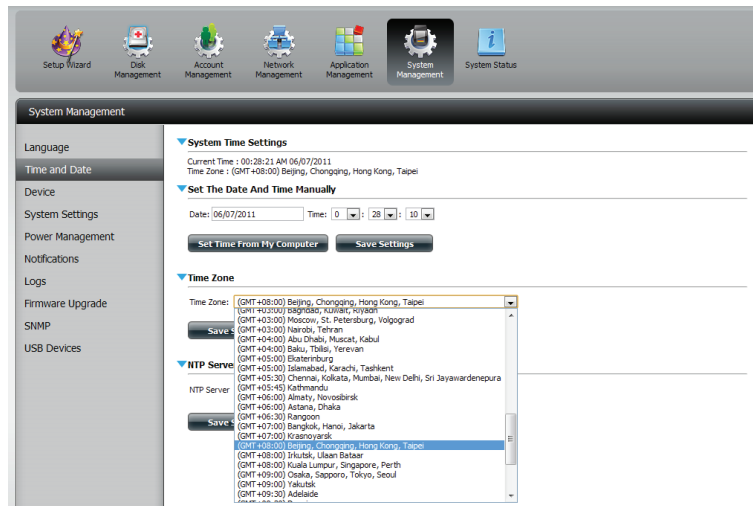 Setup Wizard
Disk Management
Account Management
Network Management
Application Management
System Management
System Status
System Management
Language
Time and Date
Device
System Settings
Power Management
Notifications
Logs
Firmware Upgrade
SNMP
USB Devices
System Time Settings
Current Time : 00:28:21 AM 06/07/2011
Time Zone : (GMT+08:00) Beijing, Chongqing, Hong Kong, Taipei
Set The Date And Time Manually
Date: 06/07/2011 Time: 0 : 28 : 10
Set Time From My Computer Save Settings
Time Zone
Time Zone: (GMT+08:00) Beijing, Chongqing, Hong Kong, Taipei
(GMT+03:00) Baghdad, Kuwait, Riyadh
(GMT+03:00) Moscow, St. Petersburg, Volgograd
(GMT+03:00) Nairobi, Tehran
(GMT+04:00) Abu Dhabi, Muscat, Kabul
(GMT+04:00) Baku, Tbilisi, Yerevan
(GMT+05:00) Ekaterinburg
(GMT+05:00) Islamabad, Karachi, Tashkent
(GMT+05:30) Chennai, Kolkata, Mumbai, New Delhi, Sri Jayawardenepura
(GMT+05:45) Kathmandu
(GMT+06:00) Almaty, Novosibirsk
(GMT+06:00) Astana, Dhaka
(GMT+06:30) Rangoon
(GMT+07:00) Bangkok, Hanoi, Jakarta
(GMT+07:00) Krasnoyarsk
(GMT+08:00) Beijing, Chongqing, Hong Kong, Taipei
(GMT+08:00) Irkutsk, Ulaan Bataar
(GMT+08:00) Kuala Lumpur, Singapore, Perth
(GMT+09:00) Osaka, Sapporo, Tokyo, Seoul
(GMT+09:00) Yakutsk
(GMT+09:30) Adelaide
Save
NTP Serve
NTP Server
Save